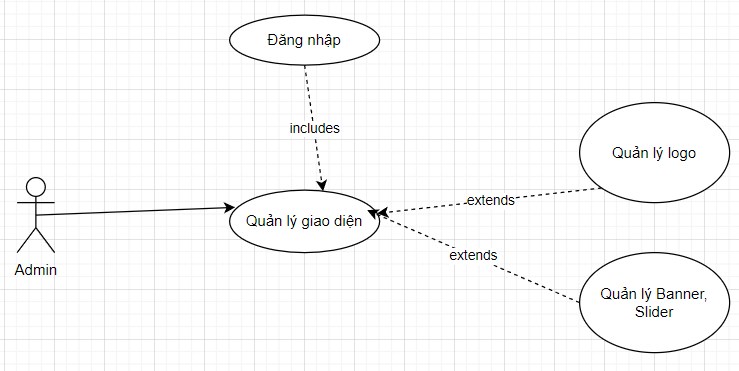 Đăng nhập
includes
Quản lý logo
extends
Quản lý giao diện
extends
Admin
Quản lý Banner,
Slider